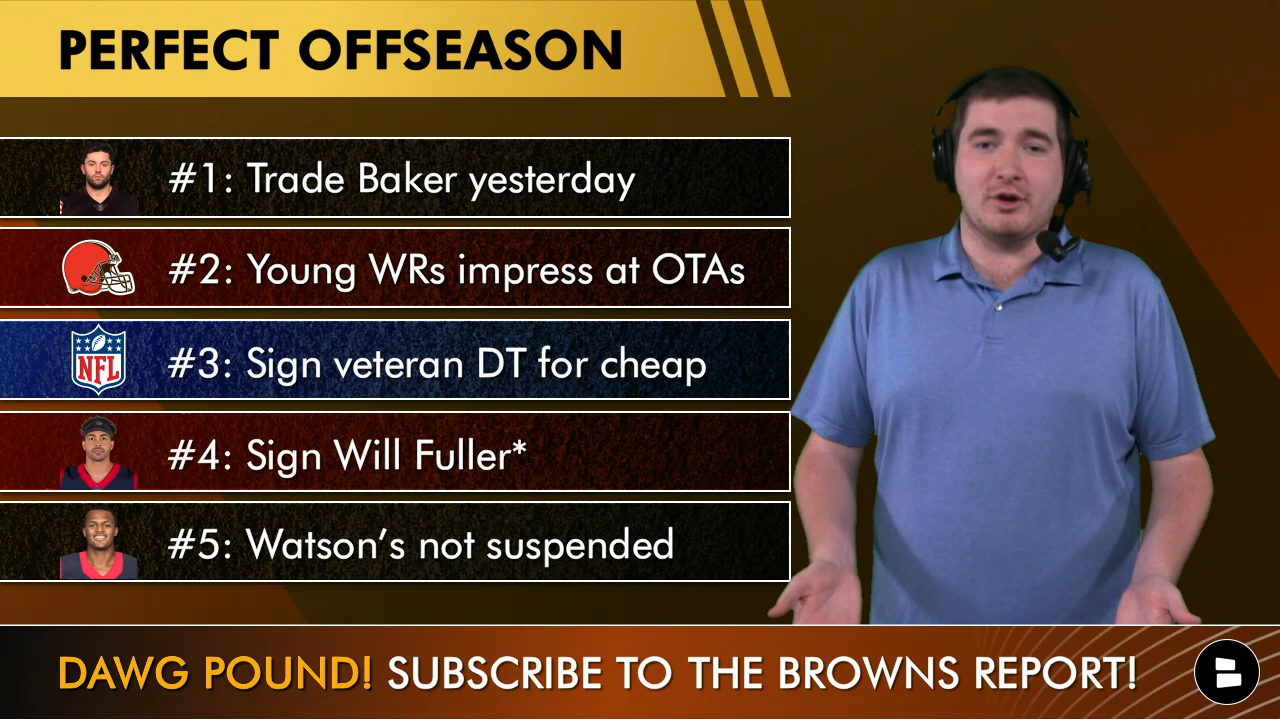 PERFECT OFFSEASON
#1: Trade Baker yesterday
#2: Young WRs impress at OTAs
NFL
#3: Sign veteran DT for cheap
#4: Sign Will Fuller*
#5: Watson's not suspended
DAWG POUND! SUBSCRIBE TO THE BROWNS REPORT!